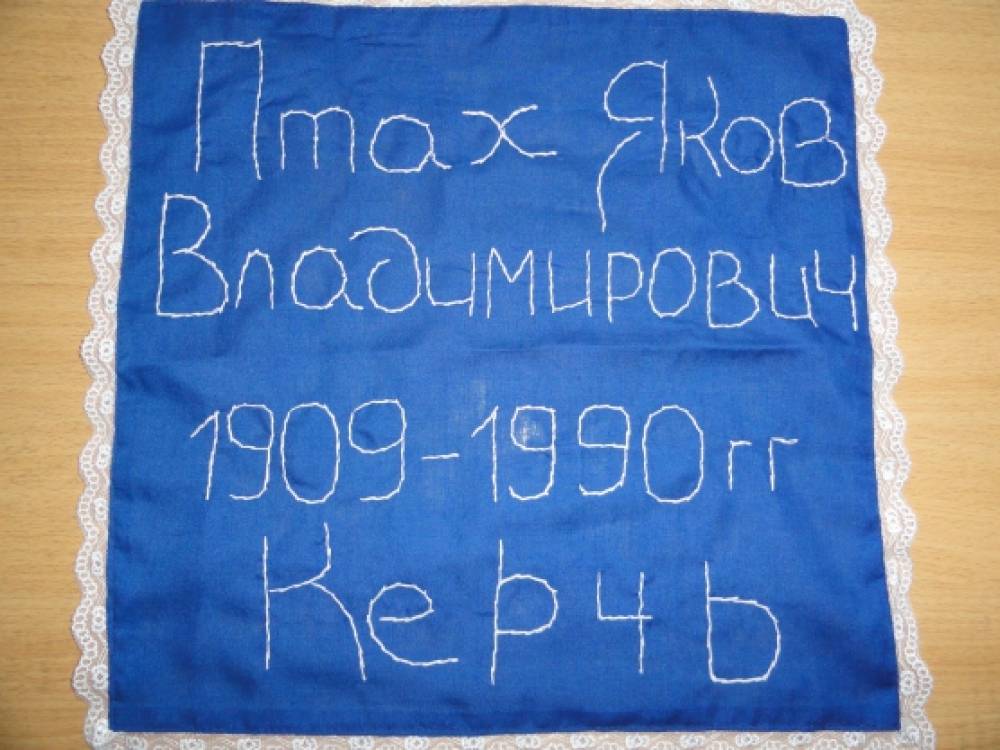 Птах Яков
Владимирович
1909-1990гг
Керчь